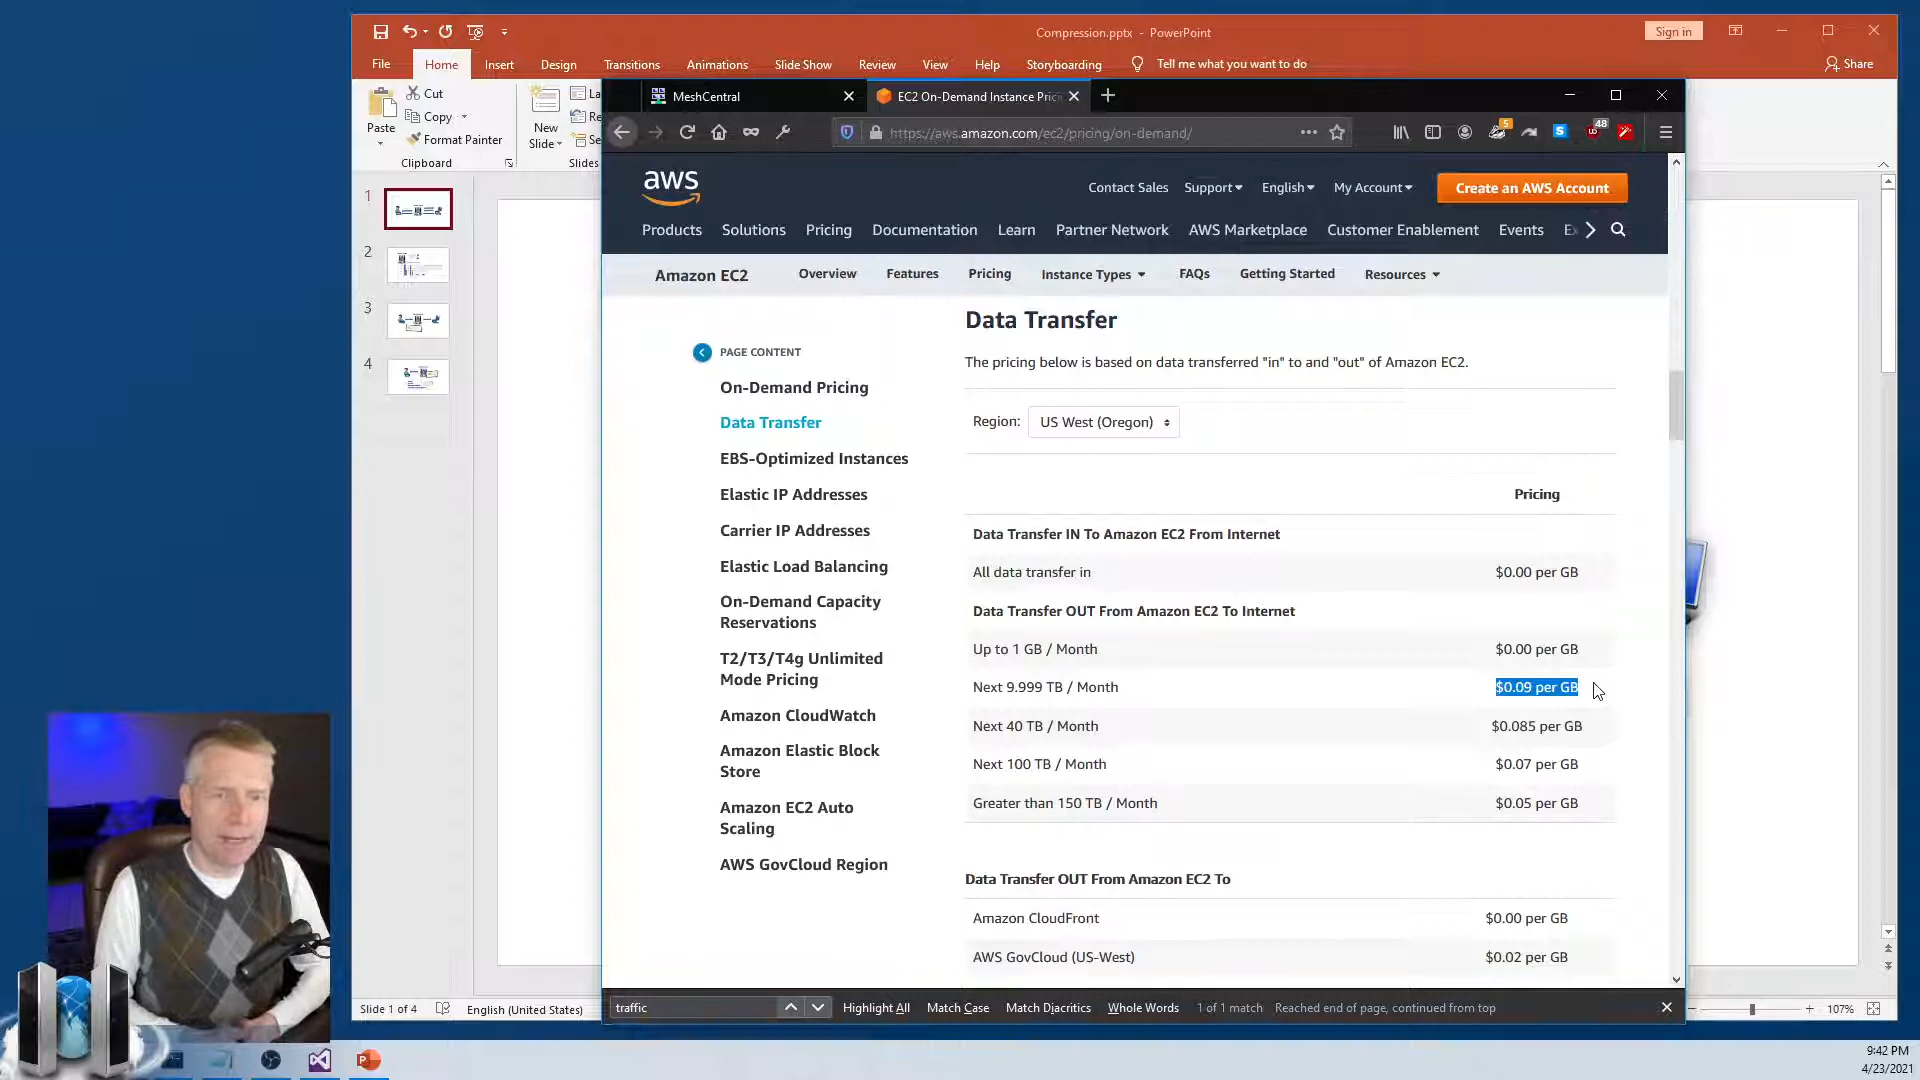 Compression.pptx - PowerPoint
Sign in
File
Home
Insert
Design
Transitions
Animations
Slide Show
Review
View
Help
Storyboarding
Tell me what you want to do
Share
Paste
Cut
Copy
Format Painter
Clipboard
New
Slide
Slides
MeshCentral
EC2 On-Demand Instance Pric
https://aws.amazon.com/ec2/pricing/on-demand/
5
48
aws
Contact Sales
Support
English
My Account
Create an AWS Account
Products
Solutions
Pricing
Documentation
Learn
Partner Network
AWS Marketplace
Customer Enablement
Events
Amazon EC2
Overview
Features
Pricing
Instance Types
FAQs
Getting Started
Resources
1
2
3
4
PAGE CONTENT
On-Demand Pricing
Data Transfer
EBS-Optimized Instances
Elastic IP Addresses
Carrier IP Addresses
Elastic Load Balancing
On-Demand Capacity
Reservations
T2/T3/T4g Unlimited
Mode Pricing
Amazon CloudWatch
Amazon Elastic Block
Store
Amazon EC2 Auto
Scaling
AWS GovCloud Region
Data Transfer
The pricing below is based on data transferred "in" to and "out" of Amazon EC2.
Region: US West (Oregon)
Pricing
Data Transfer IN To Amazon EC2 From Internet
All data transfer in $0.00 per GB
Data Transfer OUT From Amazon EC2 To Internet
Up to 1 GB / Month $0.00 per GB
Next 9.999 TB / Month $0.09 per GB
Next 40 TB / Month $0.085 per GB
Next 100 TB / Month $0.07 per GB
Greater than 150 TB / Month $0.05 per GB
Data Transfer OUT From Amazon EC2 To
Amazon CloudFront $0.00 per GB
AWS GovCloud (US-West) $0.02 per GB
traffic
Highlight All
Match Case
Match Diacritics
Whole Words
1 of 1 match
Reached end of page, continued from top
Slide 1 of 4
English (United States)
107%
9:42 PM
4/23/2021